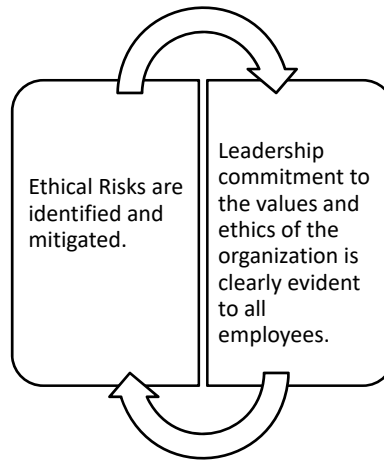 Ethical Risks are
identified and
mitigated.
Leadership
commitment to
the values and
ethics of the
organization is
clearly evident
to all
employees.